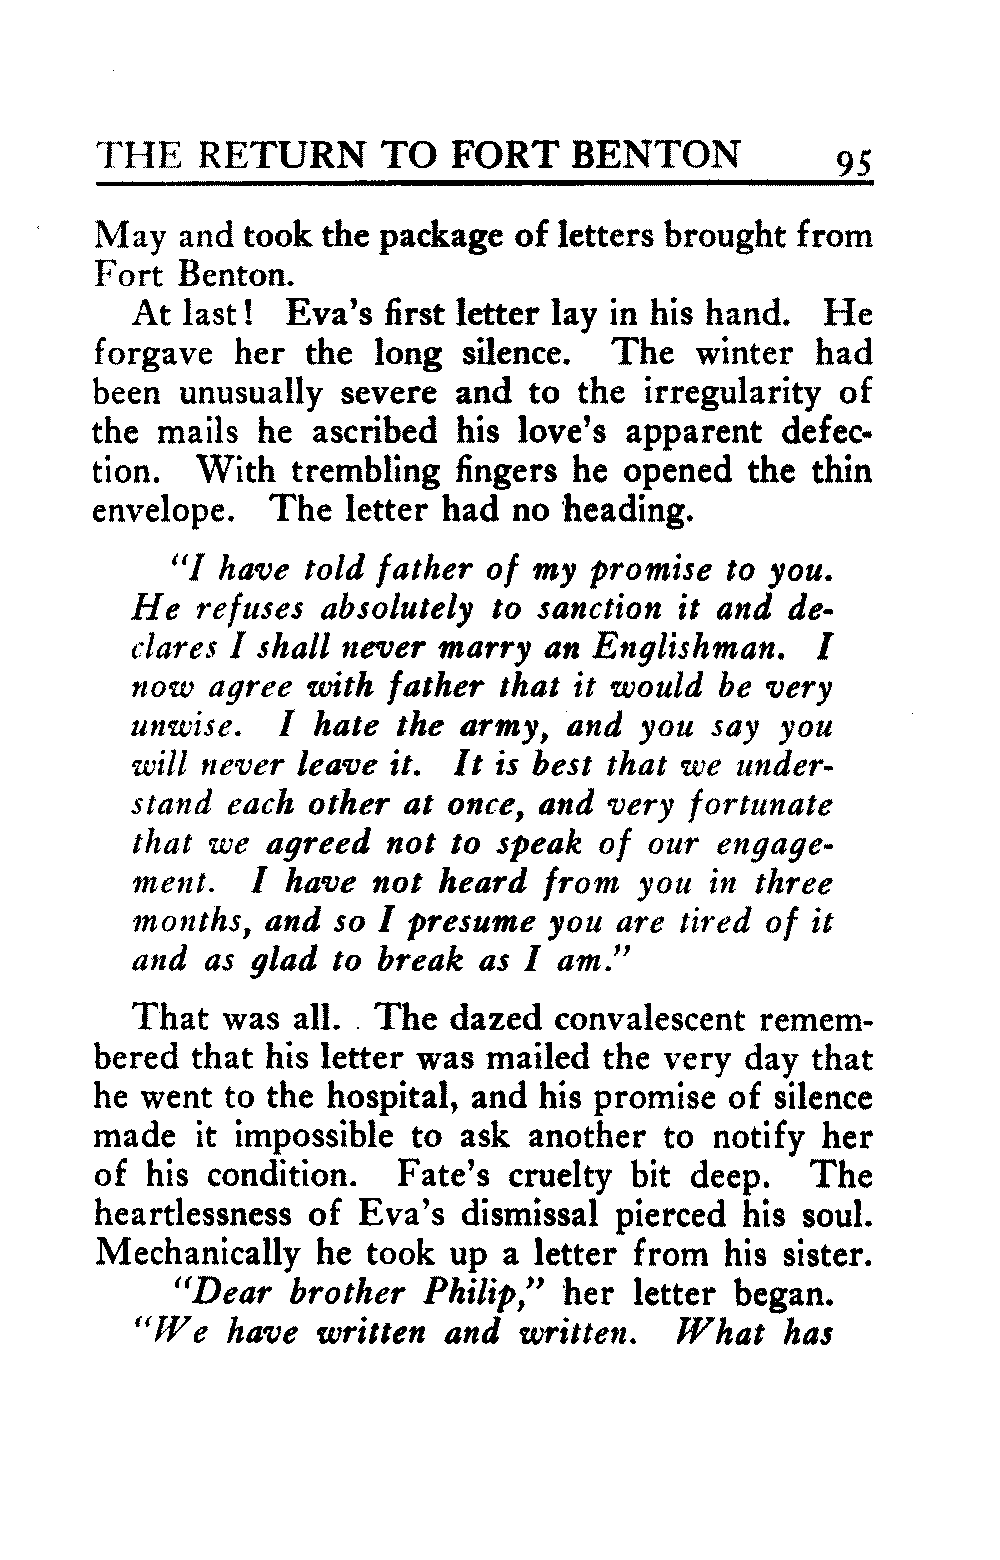 THE RETURN TO FORT BENTON 95
May and took the package of letters brought from
Fort Benton.
At last! Eva's first letter lay in his hand. He
forgave her the long silence. The winter had
been unusually severe and to the irregularity of
the mails he ascribed his love's apparent defec-
tion. With trembling fingers he opened the thin
envelope. The letter had no heading.
"I have told father of my promise to you.
He refuses absolutely to sanction it and de-
clares I shall never marry an Englishman. I
now agree with father that it would be very
unwise. I hate the army, and you say you
will never leave it. It is best that we under-
stand each other at once, and very fortunate
that we agreed not to speak of our engage-
ment. I have not heard from you in three
months, and so I presume you are tired of it
and as glad to break as I am."
That was all. The dazed convalescent remem-
bered that his letter was mailed the very day that
he went to the hospital, and his promise of silence
made it impossible to ask another to notify her
of his condition. Fate's cruelty bit deep. The
heartlessness of Eva's dismissal pierced his soul.
Mechanically he took up a letter from his sister.
"Dear brother Philip," her letter began.
"We have written and written. What has